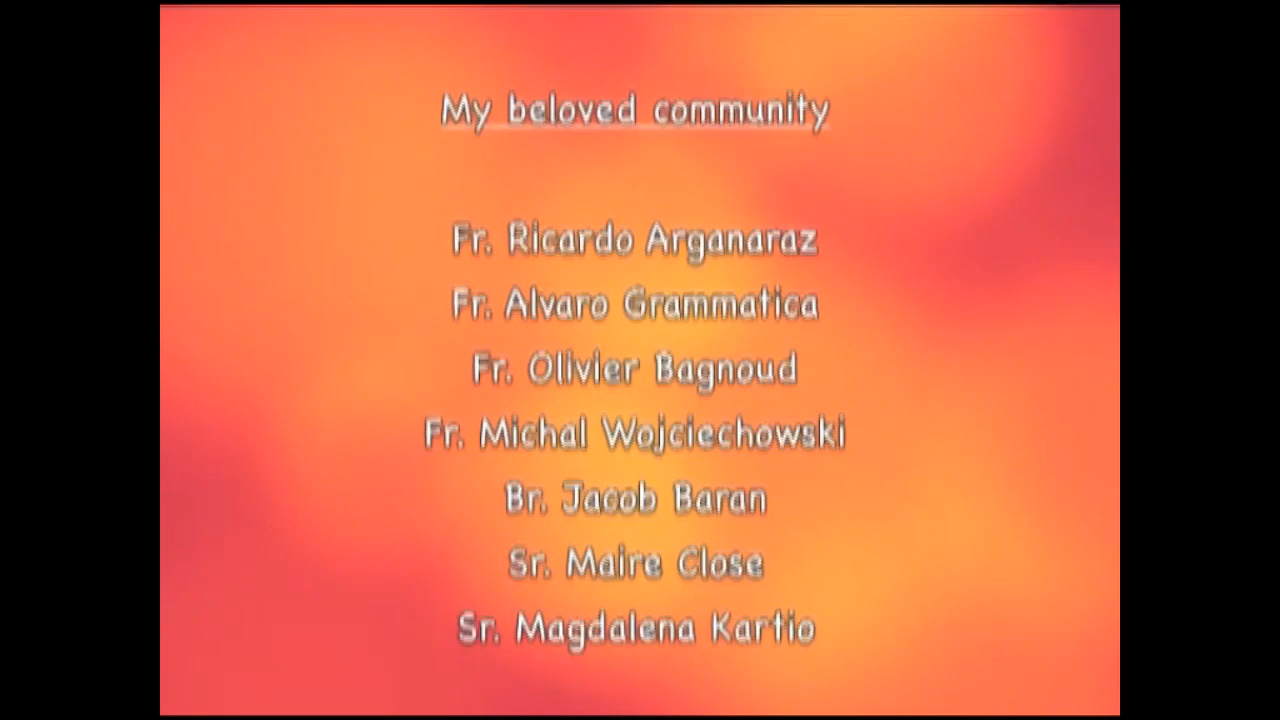 My beloved community
Fr. Ricardo Arganaraz
Fr. Alvaro Grammatica
Fr. Olivier Bagnoud
Fr. Michal Wojciechowski
Br. Jacob Baran
Sr. Maire Close
Sr. Magdalena Kartio